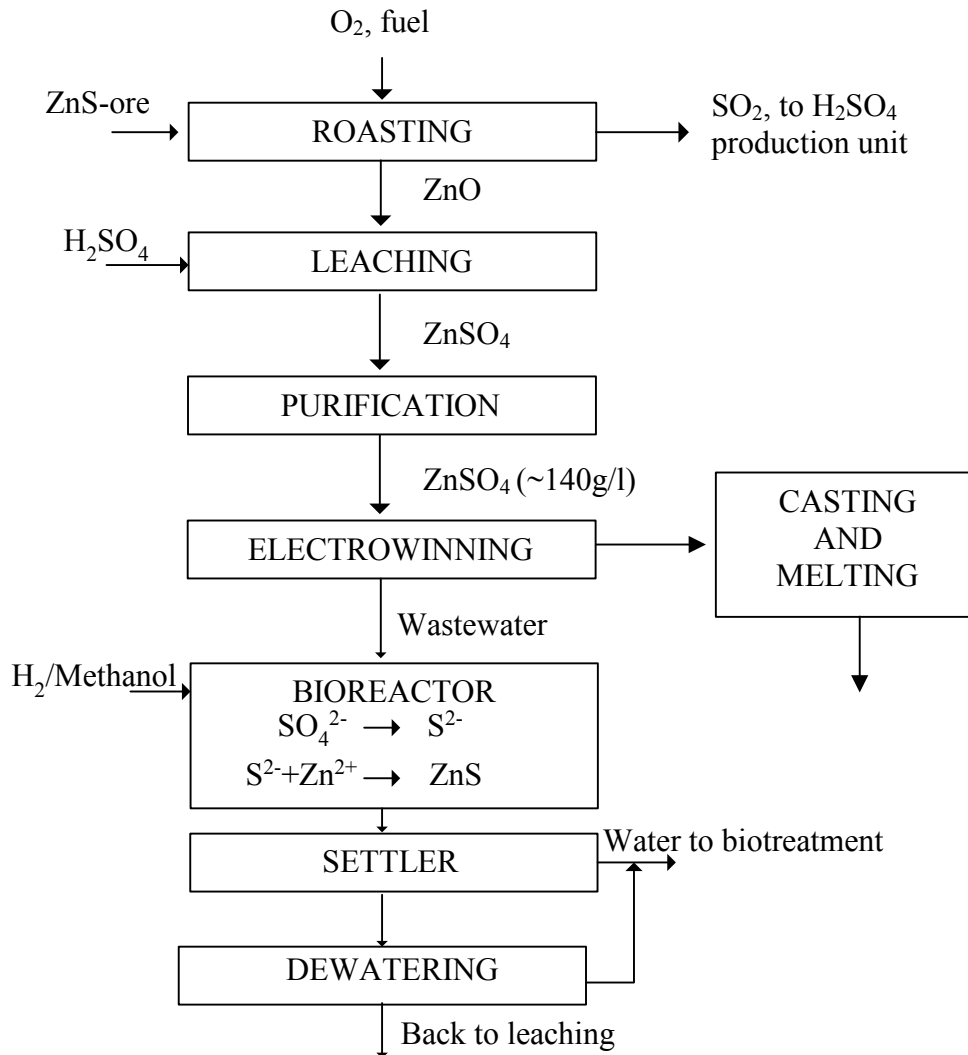 O₂, fuel
ZnS-ore
ROASTING
SO₂, to H₂SO₄
production unit
ZnO
H₂SO₄
LEACHING
ZnSO₄
PURIFICATION
ZnSO₄ (~140g/l)
CASTING
AND
MELTING
ELECTROWINNING
Wastewater
H₂/Methanol
BIOREACTOR
SO₄²⁻ → S²⁻
S²⁻+Zn²⁺ → ZnS
SETTLER
Water to biotreatment
DEWATERING
Back to leaching